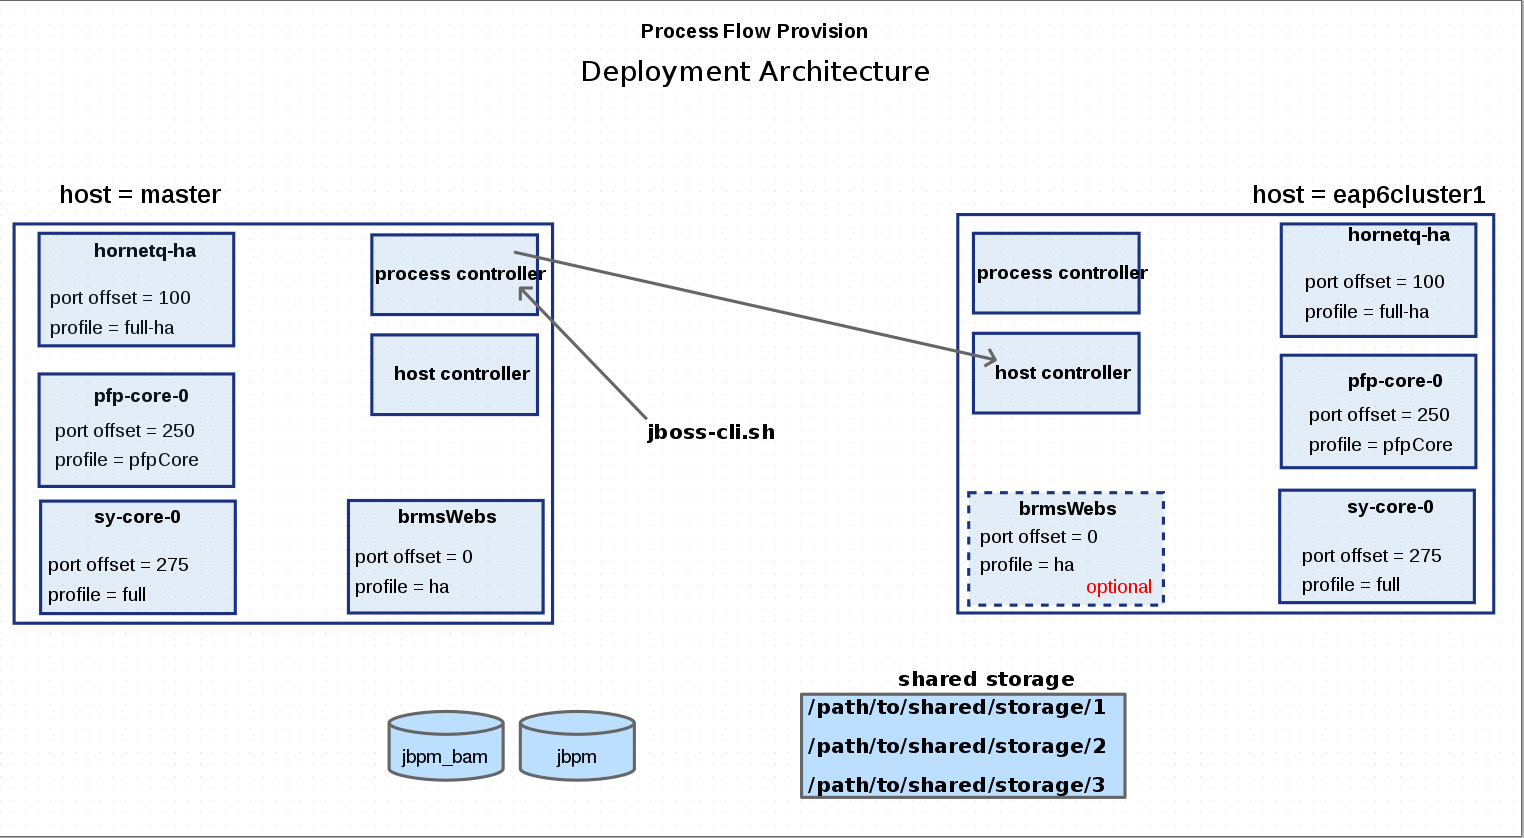 Process Flow Provision
Deployment Architecture
host = master
hornetq-ha
port offset = 100
profile = full-ha
process controller
host controller
pfp-core-0
port offset = 250
profile = pfpCore
sy-core-0
port offset = 275
profile = full
brmsWebs
port offset = 0
profile = ha
jboss-cli.sh
host = eap6cluster1
process controller
host controller
hornetq-ha
port offset = 100
profile = full-ha
pfp-core-0
port offset = 250
profile = pfpCore
brmsWebs
port offset = 0
profile = ha
optional
sy-core-0
port offset = 275
profile = full
jbpm_bam
jbpm
shared storage
/path/to/shared/storage/1
/path/to/shared/storage/2
/path/to/shared/storage/3